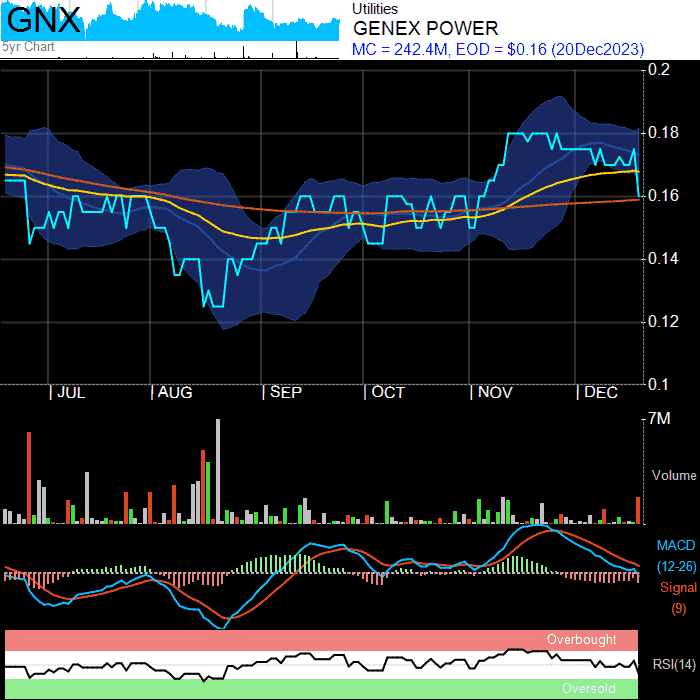 GNX
5yr Chart
Utilities
GENEX POWER
MC = 242.4M, EOD = $0.16 (20Dec2023)
0.2
0.18
0.16
0.14
0.12
0.1
JUL AUG SEP OCT NOV DEC
7M
Volume
MACD
(12-26)
Signal
(9)
Overbought
RSI(14)
Oversold